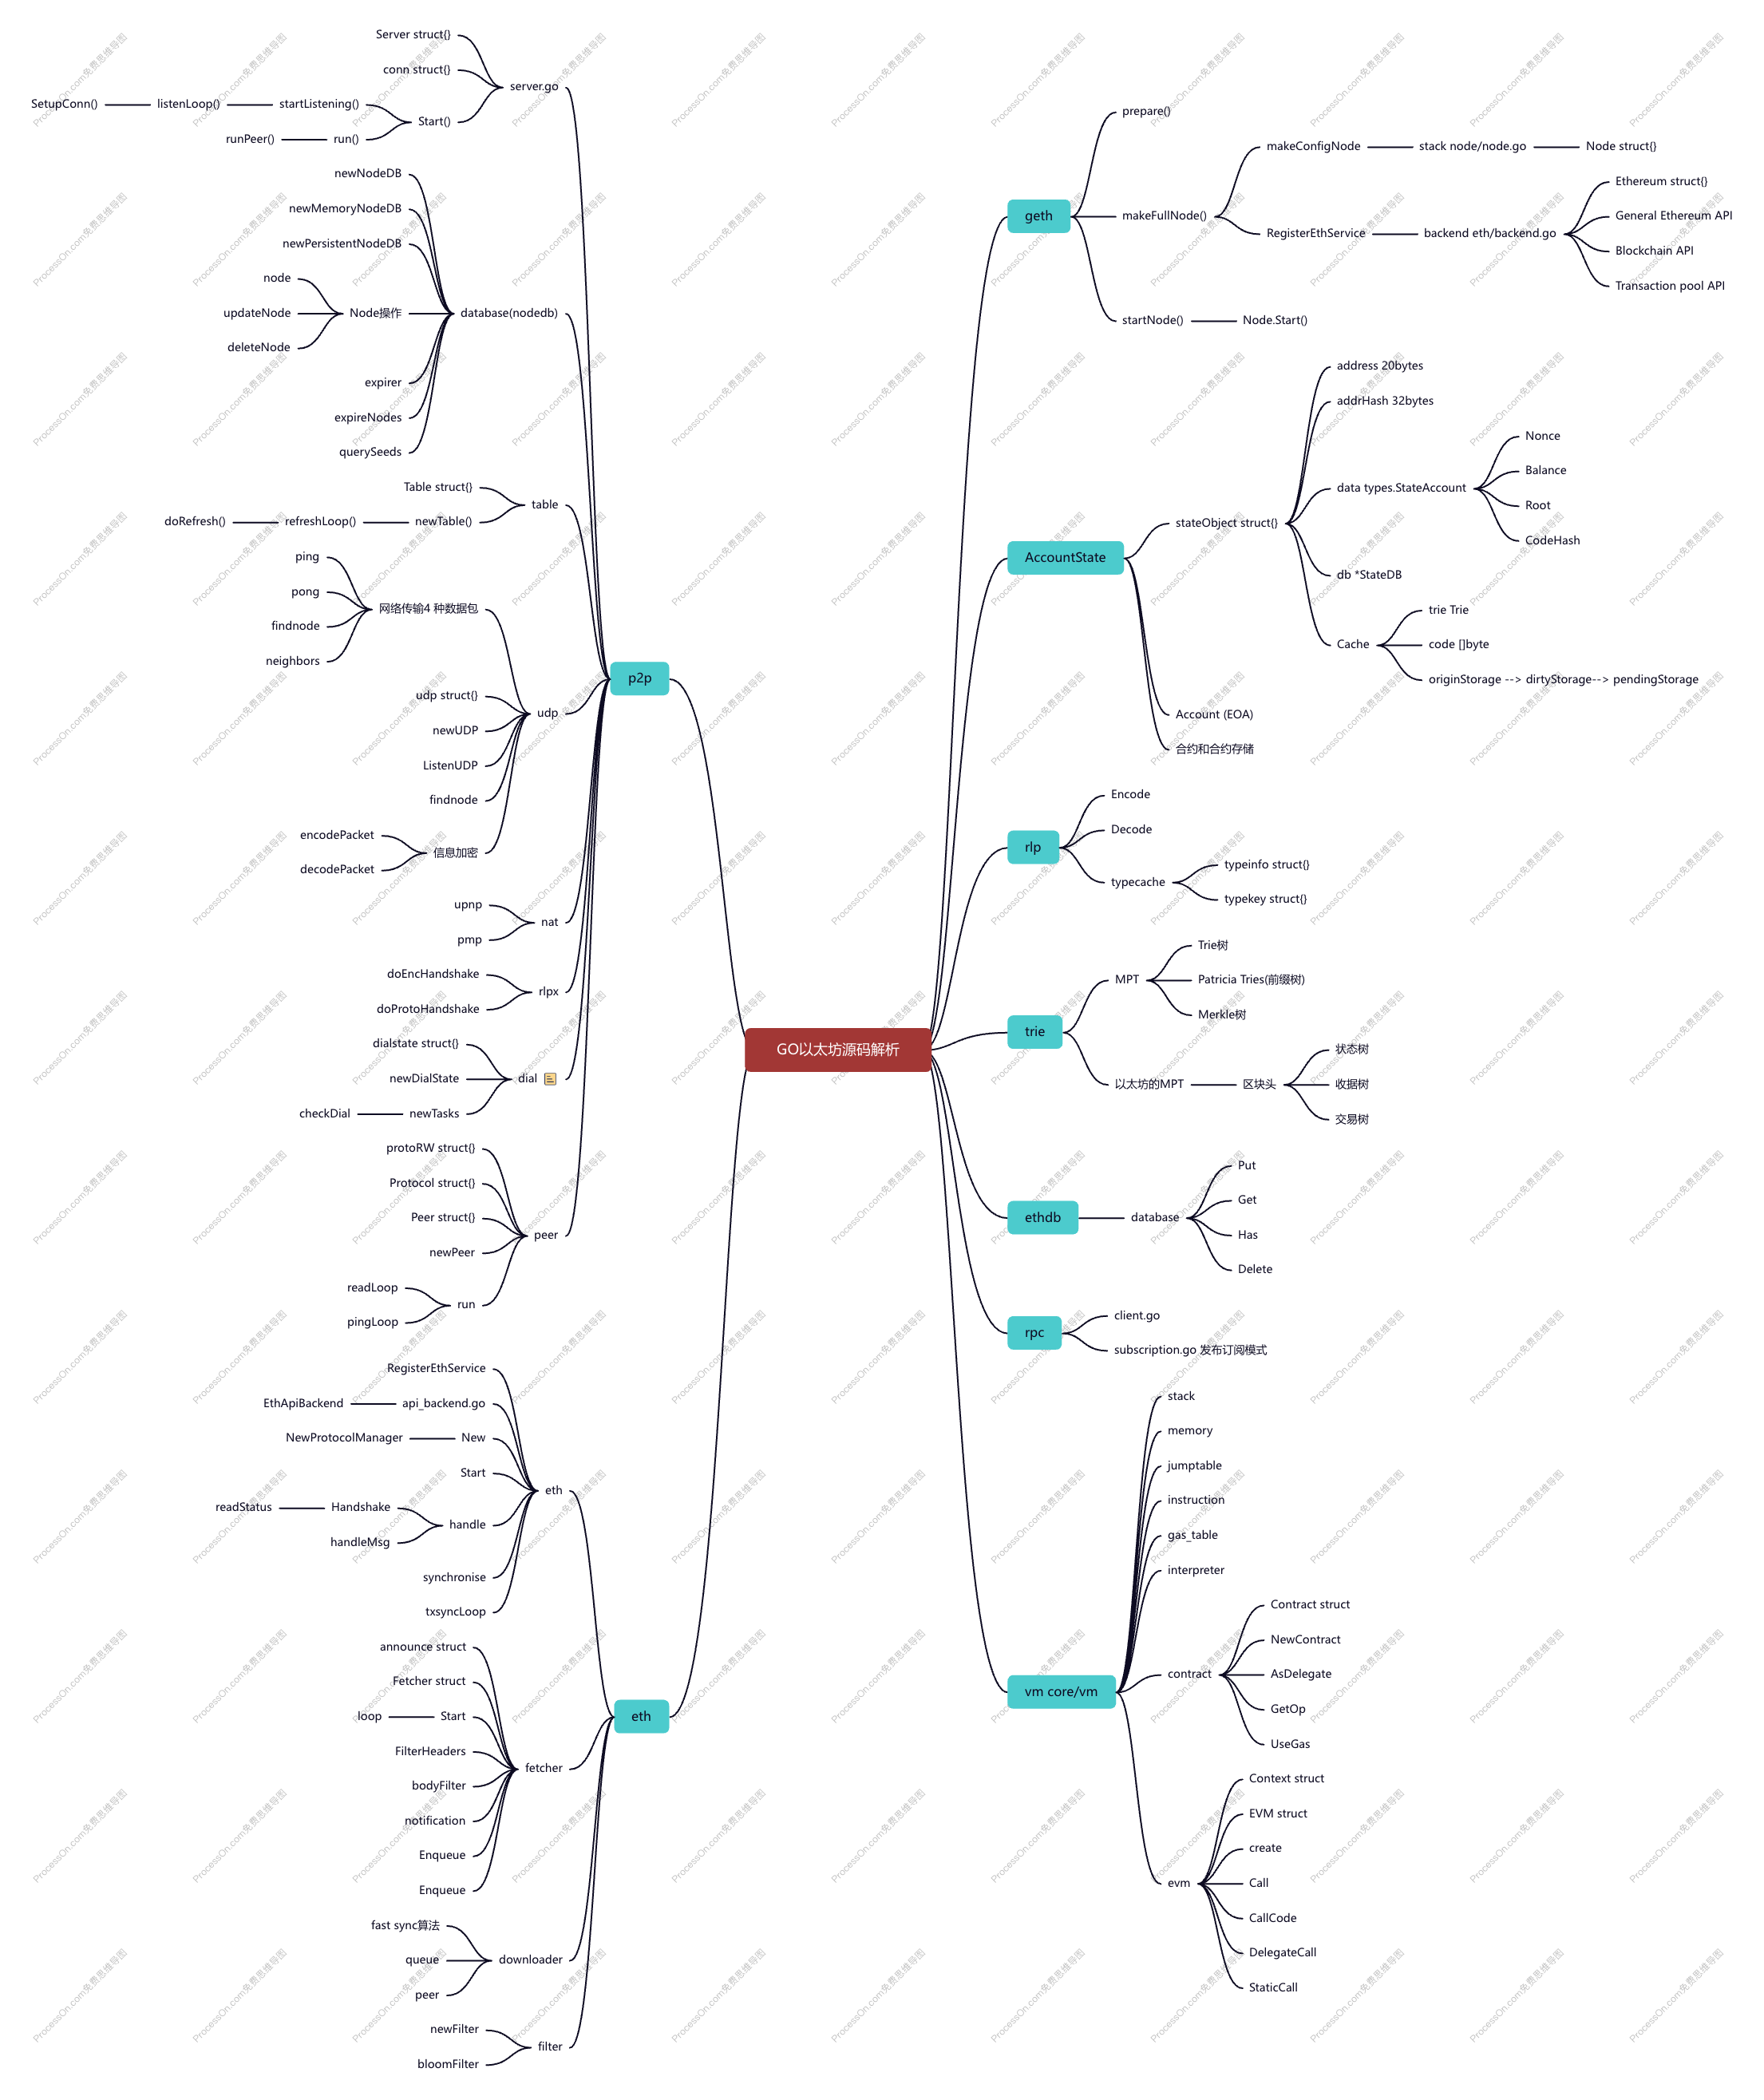 GO以太坊源码解析
geth
prepare()
makeFullNode()
makeConfigNode
stack node/node.go
Node struct{}
RegisterEthService
backend eth/backend.go
Ethereum struct{}
General Ethereum API
Blockchain API
Transaction pool API
startNode()
Node.Start()
AccountState
stateObject struct{}
address 20bytes
addrHash 32bytes
data types.StateAccount
Nonce
Balance
Root
CodeHash
db *StateDB
Cache
trie Trie
code []byte
originStorage --> dirtyStorage--> pendingStorage
Account (EOA)
合约和合约存储
rlp
Encode
Decode
typecache
typeinfo struct{}
typekey struct{}
trie
MPT
Trie树
Patricia Tries(前缀树)
Merkle树
以太坊的MPT
区块头
状态树
收据树
交易树
ethdb
database
Put
Get
Has
Delete
rpc
client.go
subscription.go 发布订阅模式
vm core/vm
stack
memory
jumptable
instruction
gas_table
interpreter
contract
Contract struct
NewContract
AsDelegate
GetOp
UseGas
evm
Context struct
EVM struct
create
Call
CallCode
DelegateCall
StaticCall
p2p
server.go
Server struct{}
conn struct{}
Start()
startListening()
listenLoop()
SetupConn()
run()
runPeer()
database(nodedb)
newNodeDB
newMemoryNodeDB
newPersistentNodeDB
Node操作
node
updateNode
deleteNode
expirer
expireNodes
querySeeds
table
Table struct{}
newTable()
refreshLoop()
doRefresh()
udp
网络传输4 种数据包
ping
pong
findnode
neighbors
udp struct{}
newUDP
ListenUDP
findnode
信息加密
encodePacket
decodePacket
nat
upnp
pmp
rlpx
doEncHandshake
doProtoHandshake
dial
dialstate struct{}
newDialState
newTasks
checkDial
peer
protoRW struct{}
Protocol struct{}
Peer struct{}
newPeer
run
readLoop
pingLoop
eth
eth
RegisterEthService
api_backend.go
EthApiBackend
New
NewProtocolManager
Start
handle
Handshake
readStatus
handleMsg
synchronise
txsyncLoop
fetcher
announce struct
Fetcher struct
Start
loop
FilterHeaders
bodyFilter
notification
Enqueue
Enqueue
downloader
fast sync算法
queue
peer
filter
newFilter
bloomFilter
ProcessOn.com免费思维导图